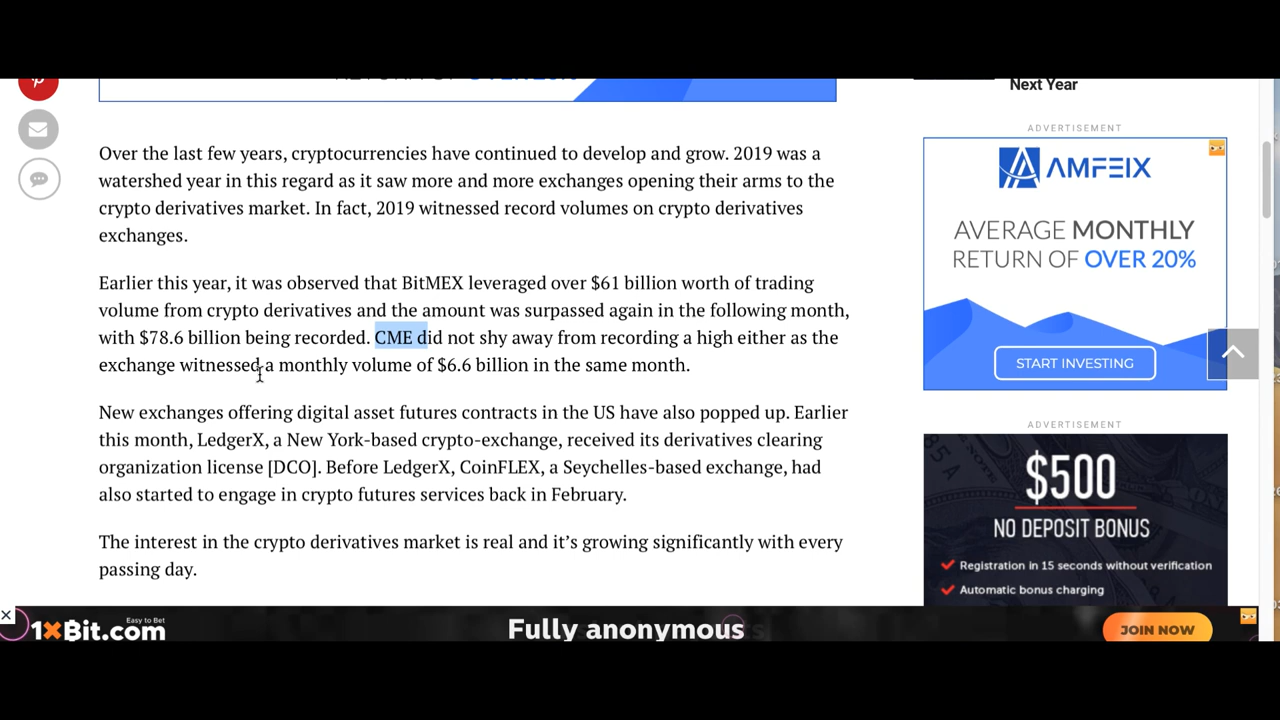 Next Year
Over the last few years, cryptocurrencies have continued to develop and grow. 2019 was a
watershed year in this regard as it saw more and more exchanges opening their arms to the
crypto derivatives market. In fact, 2019 witnessed record volumes on crypto derivatives
exchanges.
Earlier this year, it was observed that BitMEX leveraged over $61 billion worth of trading
volume from crypto derivatives and the amount was surpassed again in the following month,
with $78.6 billion being recorded. CME did not shy away from recording a high either as the
exchange witnessed a monthly volume of $6.6 billion in the same month.
New exchanges offering digital asset futures contracts in the US have also popped up. Earlier
this month, LedgerX, a New York-based crypto-exchange, received its derivatives clearing
organization license [DCO]. Before LedgerX, CoinFLEX, a Seychelles-based exchange, had
also started to engage in crypto futures services back in February.
The interest in the crypto derivatives market is real and it’s growing significantly with every
passing day.
ADVERTISEMENT
AMFEIX
AVERAGE MONTHLY
RETURN OF OVER 20%
START INVESTING
ADVERTISEMENT
$500
NO DEPOSIT BONUS
Registration in 15 seconds without verification
Automatic bonus charging
Easy to Bet
1xBit.com
Fully anonymous
JOIN NOW